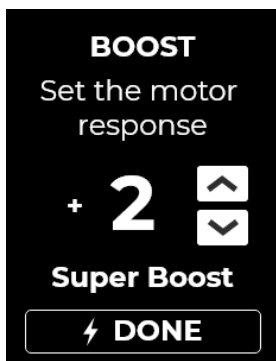 BOOST
Set the motor
response
+ 2
Super Boost
DONE